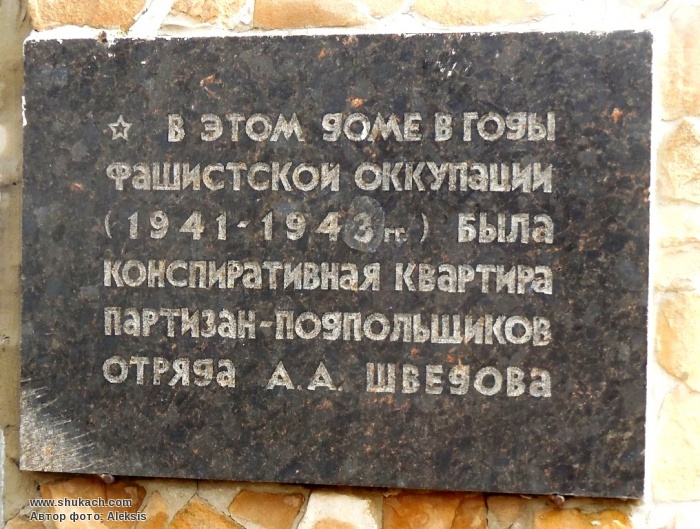 ☆ В ЭТОМ ДОМЕ В ГОДЫ
ФАШИСТСКОЙ ОККУПАЦИИ
(1941-1943 гг.) БЫЛА
КОНСПИРАТИВНАЯ КВАРТИРА
ПАРТИЗАН-ПОДПОЛЬЩИКОВ
ОТРЯДА А.А. ШВЕДОВА
www.shukach.com
Автор фото: Aleksis